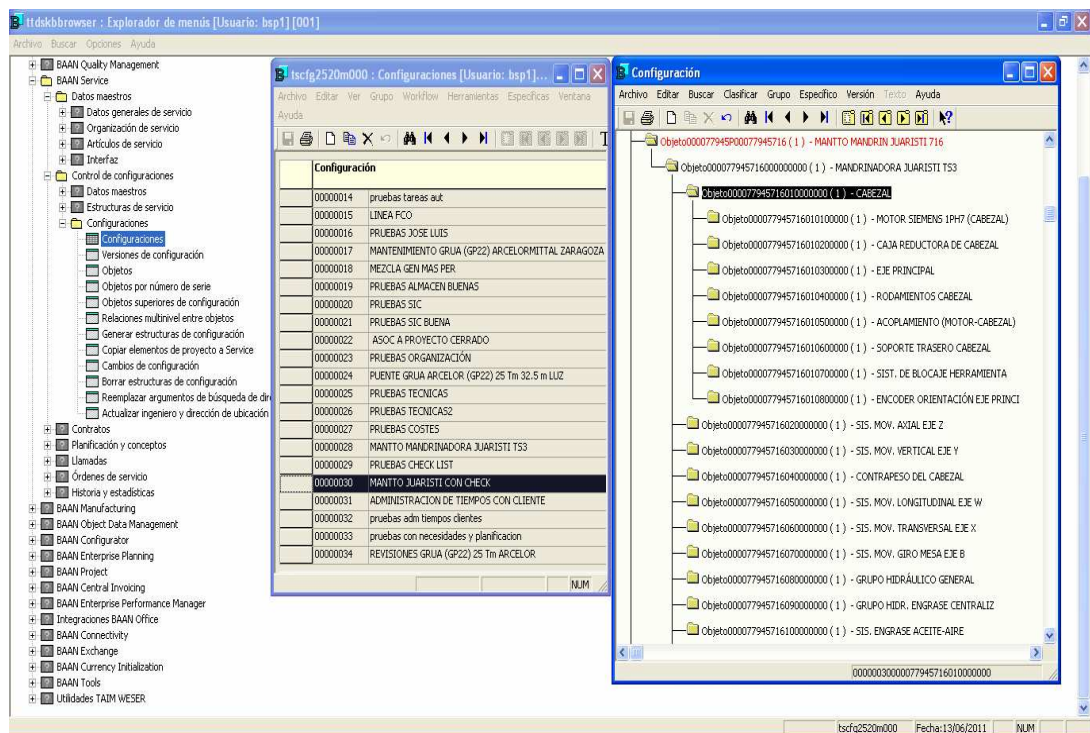 ttdskbbrowser : Explorador de menús [Usuario: bsp1] [001]
Archivo Buscar Opciones Ayuda
BAAN Quality Management
BAAN Service
Datos maestros
Datos generales de servicio
Organización de servicio
Artículos de servicio
Interfaz
Control de configuraciones
Datos maestros
Estructuras de servicio
Configuraciones
Configuraciones
Versiones de configuración
Objetos
Objetos por número de serie
Objetos superiores de configuración
Relaciones multinivel entre objetos
Generar estructuras de configuración
Copiar elementos de proyecto a Service
Cambios de configuración
Borrar estructuras de configuración
Reemplazar argumentos de búsqueda de dire
Actualizar ingeniero y dirección de ubicación
Contratos
Planificación y conceptos
Llamadas
Órdenes de servicio
Historia y estadísticas
BAAN Manufacturing
BAAN Object Data Management
BAAN Configurator
BAAN Enterprise Planning
BAAN Project
BAAN Central Invoicing
BAAN Enterprise Performance Manager
Integraciones BAAN Office
BAAN Connectivity
BAAN Exchange
BAAN Currency Initialization
BAAN Tools
Utilidades TAIM WESER
tscfg2520m000 : Configuraciones [Usuario: bsp1]...
Archivo Editar Ver Grupo Workflow Herramientas Específicas Ventana
Ayuda
Configuración
00000014 pruebas tareas aut
00000015 LINEA FCO
00000016 PRUEBAS JOSE LUIS
00000017 MANTENIMIENTO GRUA (GP22) ARCELORMITTAL ZARAGOZA
00000018 MEZCLA GEN MAS PER
00000019 PRUEBAS ALMACEN BUENAS
00000020 PRUEBAS SIC
00000021 PRUEBAS SIC BUENA
00000022 ASOC A PROYECTO CERRADO
00000023 PRUEBAS ORGANIZACIÓN
00000024 PUENTE GRUA ARCELOR (GP22) 25 Tm 32.5 m LUZ
00000025 PRUEBAS TECNICAS
00000026 PRUEBAS TECNICAS2
00000027 PRUEBAS COSTES
00000028 MANTTO MANDRINADORA JUARISTI TS3
00000029 PRUEBAS CHECK LIST
00000030 MANTTO JUARISTI CON CHECK
00000031 ADMINISTRACION DE TIEMPOS CON CLIENTE
00000032 pruebas adm tiempos clientes
00000033 pruebas con necesidades y planificacion
00000034 REVISIONES GRUA (GP22) 25 Tm ARCELOR
NUM
Configuración
Archivo Editar Buscar Clasificar Grupo Específico Versión Texto Ayuda
Objeto0000077945P00077945716 ( 1 ) - MANTTO MANDRIN JUARISTI 716
Objeto000077945716000000000 ( 1 ) - MANDRINADORA JUARISTI TS3
Objeto000077945716010000000 ( 1 ) - CABEZAL
Objeto000077945716010100000 ( 1 ) - MOTOR SIEMENS 1PH7 (CABEZAL)
Objeto000077945716010200000 ( 1 ) - CAJA REDUCTORA DE CABEZAL
Objeto000077945716010300000 ( 1 ) - EJE PRINCIPAL
Objeto000077945716010400000 ( 1 ) - RODAMIENTOS CABEZAL
Objeto000077945716010500000 ( 1 ) - ACOPLAMIENTO (MOTOR-CABEZAL)
Objeto000077945716010600000 ( 1 ) - SOPORTE TRASERO CABEZAL
Objeto000077945716010700000 ( 1 ) - SIST. DE BLOCAJE HERRAMIENTA
Objeto000077945716010800000 ( 1 ) - ENCODER ORIENTACIÓN EJE PRINCI
Objeto000077945716020000000 ( 1 ) - SIS. MOV. AXIAL EJE Z
Objeto000077945716030000000 ( 1 ) - SIS. MOV. VERTICAL EJE Y
Objeto000077945716040000000 ( 1 ) - CONTRAPESO DEL CABEZAL
Objeto000077945716050000000 ( 1 ) - SIS. MOV. LONGITUDINAL EJE W
Objeto000077945716060000000 ( 1 ) - SIS. MOV. TRANSVERSAL EJE X
Objeto000077945716070000000 ( 1 ) - SIS. MOV. GIRO MESA EJE B
Objeto000077945716080000000 ( 1 ) - GRUPO HIDRÁULICO GENERAL
Objeto000077945716090000000 ( 1 ) - GRUPO HIDR. ENGRASE CENTRALIZ
Objeto000077945716100000000 ( 1 ) - SIS. ENGRASE ACEITE-AIRE
00000030000077945716010000000
tscfg2520m000 Fecha:13/06/2011 NUM